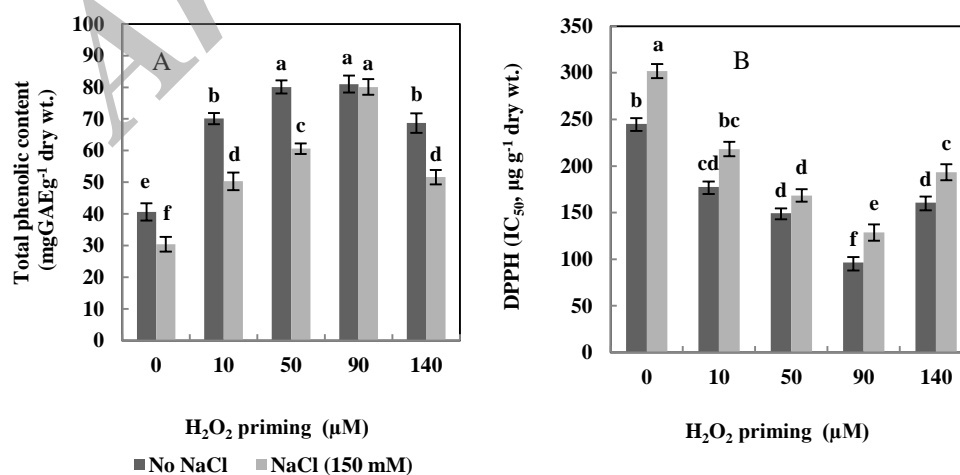 A
100
90
80
70
60
50
40
30
20
10
0
Total phenolic content
(mgGAEg⁻¹ dry wt.)
e f b d a c a a b d
0 10 50 90 140
H₂O₂ priming (µM)
No NaCl NaCl (150 mM)
B
350
300
250
200
150
100
50
0
DPPH (IC₅₀, µg g⁻¹ dry wt.)
b a cd bc d d f e d c
0 10 50 90 140
H₂O₂ priming (µM)